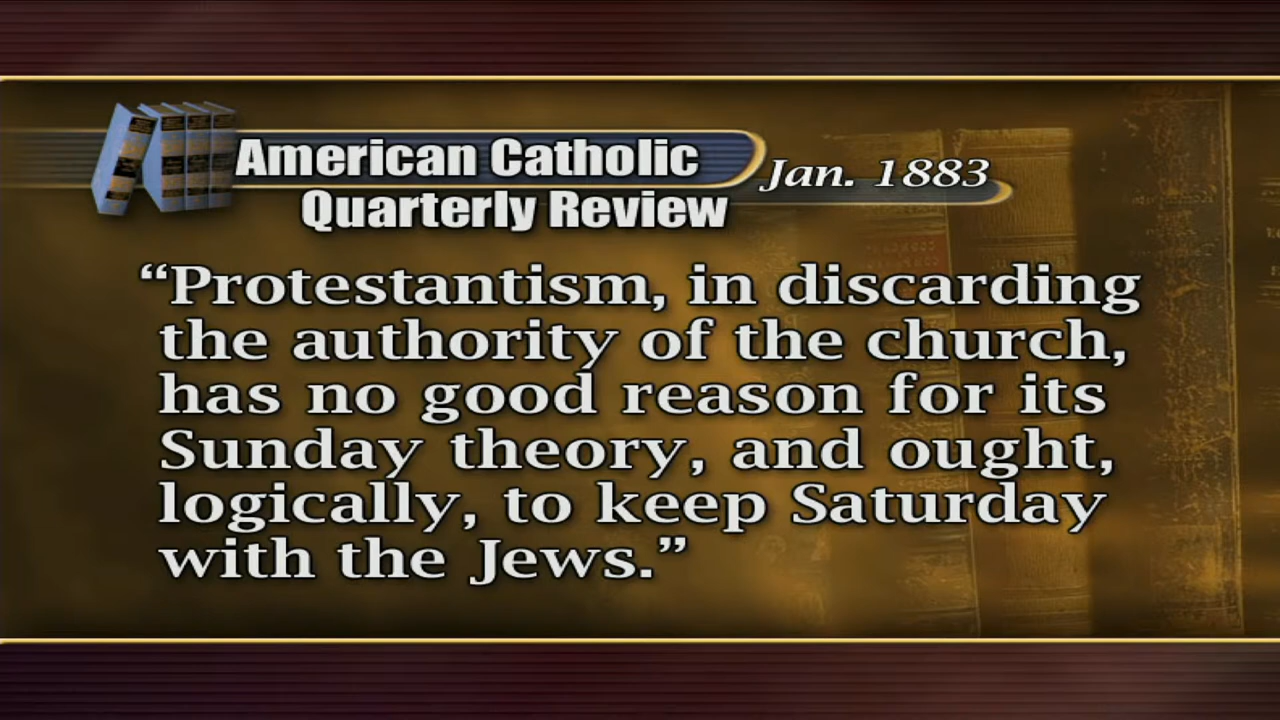 American Catholic
Quarterly Review
Jan. 1883
“Protestantism, in discarding
the authority of the church,
has no good reason for its
Sunday theory, and ought,
logically, to keep Saturday
with the Jews.”